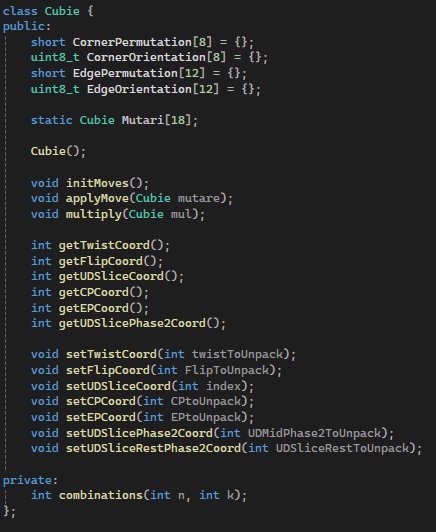 class Cubie {
public:
short CornerPermutation[8] = {};
uint8_t CornerOrientation[8] = {};
short EdgePermutation[12] = {};
uint8_t EdgeOrientation[12] = {};
static Cubie Mutari[18];
Cubie();
void initMoves();
void applyMove(Cubie mutare);
void multiply(Cubie mul);
int getTwistCoord();
int getFlipCoord();
int getUDSliceCoord();
int getCPCoord();
int getEPCoord();
int getUDSlicePhase2Coord();
void setTwistCoord(int twistToUnpack);
void setFlipCoord(int FlipToUnpack);
void setUDSliceCoord(int index);
void setCPCoord(int CPtoUnpack);
void setEPCoord(int EPtoUnpack);
void setUDSlicePhase2Coord(int UDMidPhase2ToUnpack);
void setUDSliceRestPhase2Coord(int UDSliceRestToUnpack);
private:
int combinations(int n, int k);
};